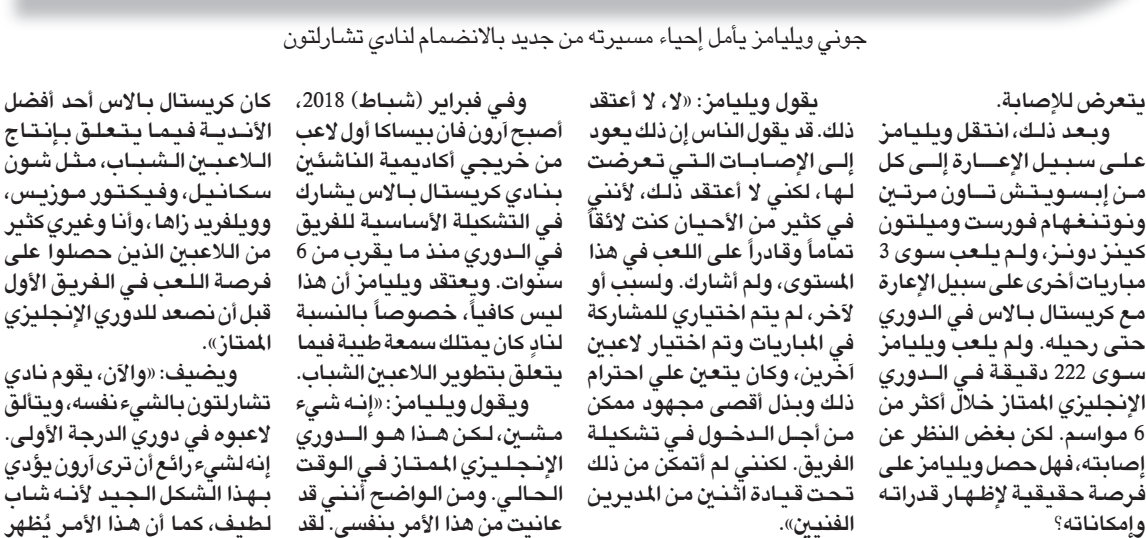 جوني ويليامز يأمل إحياء مسيرته من جديد بالانضمام لنادي تشارلتون
يتعرض للإصابة.
وبعد ذلك، انتقل ويليامز
على سبيل الإعارة إلى كل
من إبسويتش تاون مرتين
ونوتنغهام فورست وميلتون
كينز دونز، ولم يلعب سوى 3
مباريات أخرى على سبيل الإعارة
مع كريستال بالاس في الدوري
حتى رحيله. ولم يلعب ويليامز
سوى 222 دقيقة في الدوري
الإنجليزي الممتاز خلال أكثر من
6 مواسم. لكن بغض النظر عن
إصابته، فهل حصل ويليامز على
فرصة حقيقية لإظهار قدراته
وإمكاناته؟
يقول ويليامز: «لا، لا أعتقد
ذلك. قد يقول الناس إن ذلك يعود
إلى الإصابات التي تعرضت
لها، لكني لا أعتقد ذلك، لأنني
في كثير من الأحيان كنت لائقاً
تماماً وقادراً على اللعب في هذا
المستوى، ولم أشارك. ولسبب أو
لآخر، لم يتم اختياري للمشاركة
في المباريات وتم اختيار لاعبين
آخرين، وكان يتعين علي احترام
ذلك وبذل أقصى مجهود ممكن
من أجل الدخول في تشكيلة
الفريق. لكنني لم أتمكن من ذلك
تحت قيادة اثنين من المديرين
الفنيين».
وفي فبراير (شباط) 2018،
أصبح آرون فان بيساكا أول لاعب
من خريجي أكاديمية الناشئين
بنادي كريستال بالاس يشارك
في التشكيلة الأساسية للفريق
في الدوري منذ ما يقرب من 6
سنوات. ويعتقد ويليامز أن هذا
ليس كافياً، خصوصاً بالنسبة
لنادٍ كان يمتلك سمعة طيبة فيما
يتعلق بتطوير اللاعبين الشباب.
ويقول ويليامز: «إنه شيء
مشين، لكن هذا هو الدوري
الإنجليزي الممتاز في الوقت
الحالي. ومن الواضح أنني قد
عانيت من هذا الأمر بنفسي. لقد
كان كريستال بالاس أحد أفضل
الأندية فيما يتعلق بإنتاج
اللاعبين الشباب، مثل شون
سكانيل، وفيكتور موزيس،
وويلفريد زاها، وأنا وغيري كثير
من اللاعبين الذين حصلوا على
فرصة اللعب في الفريق الأول
قبل أن نصعد للدوري الإنجليزي
الممتاز».
ويضيف: «والآن، يقوم نادي
تشارلتون بالشيء نفسه، ويتألق
لاعبوه في دوري الدرجة الأولى.
إنه لشيء رائع أن ترى آرون يؤدي
بهذا الشكل الجيد لأنه شاب
لطيف، كما أن هذا الأمر يُظهر